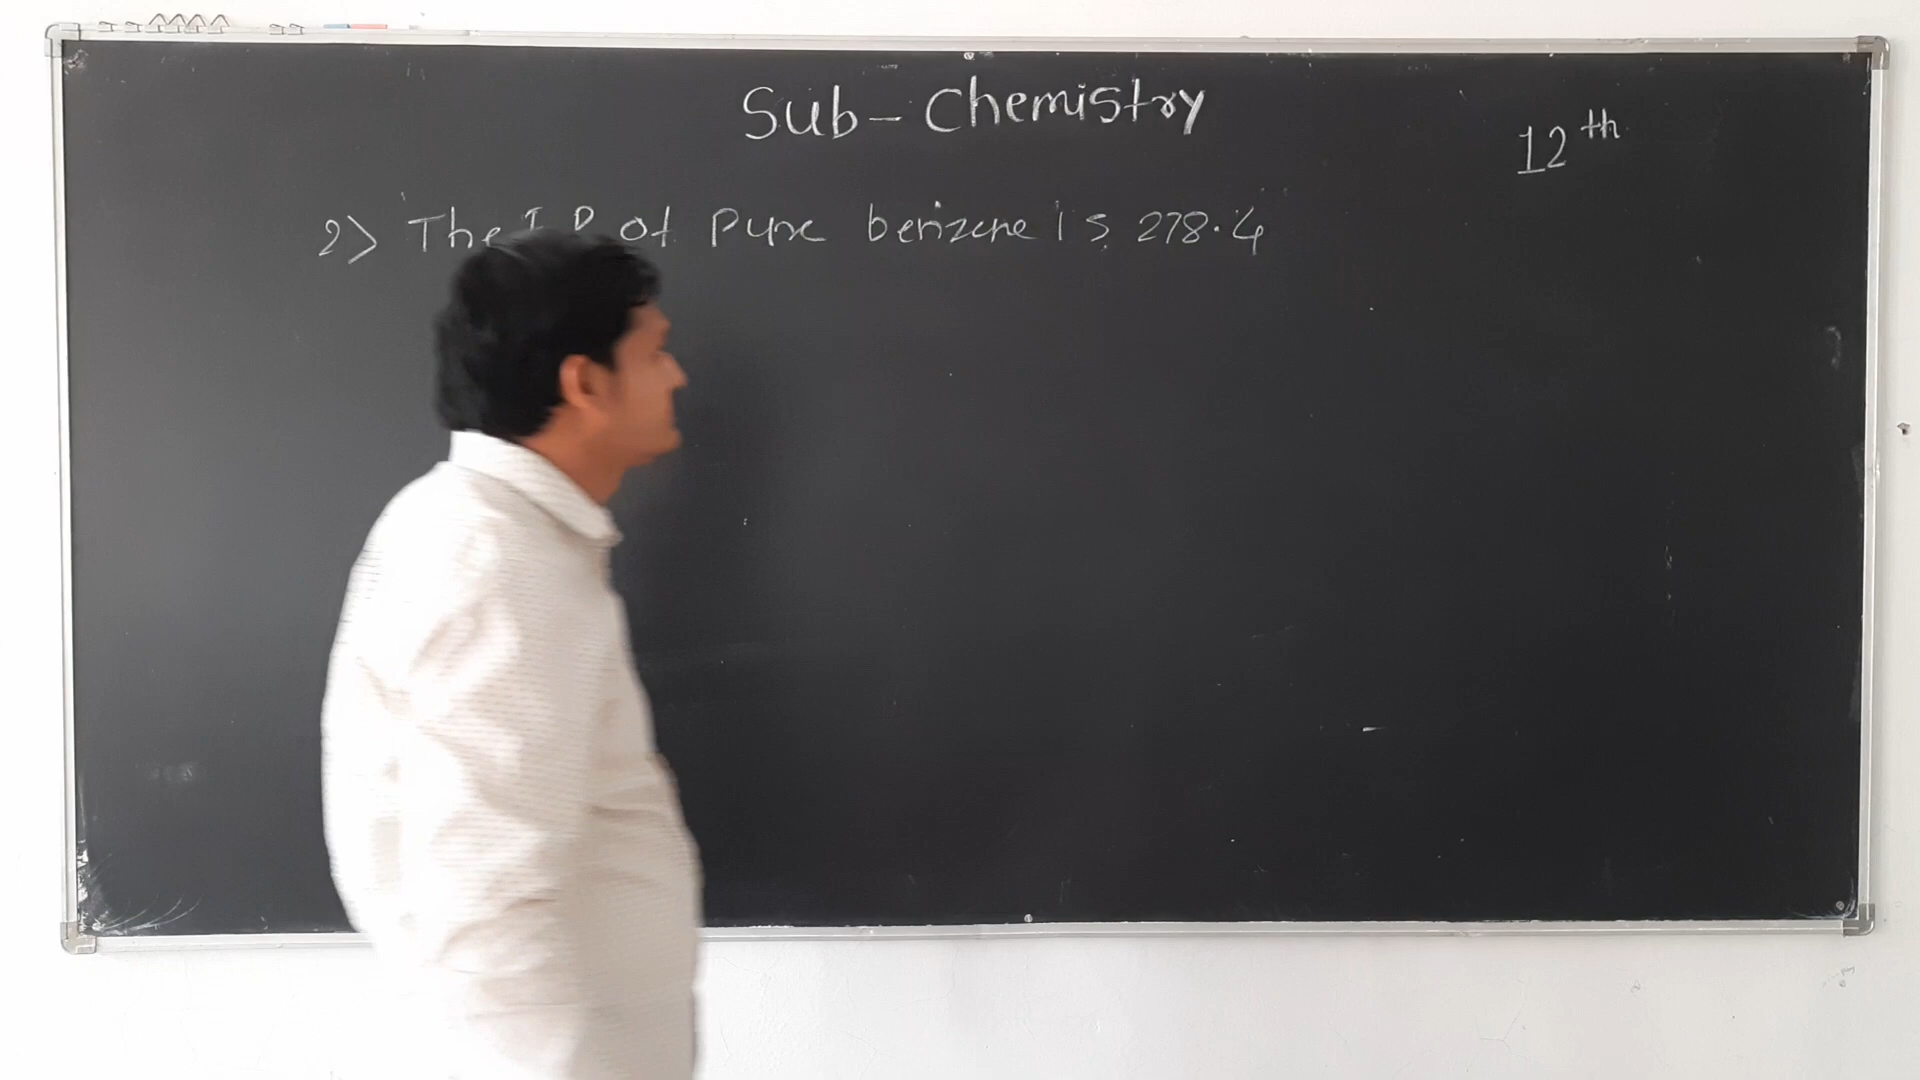 Sub - Chemistry
12th
2> The of Pure benzene is 278.4